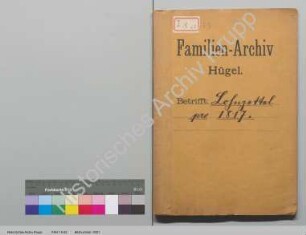 Familien-Archiv
Hügel.
Betrifft: Lohnzettel
pro 1817.
Historisches Archiv Krupp